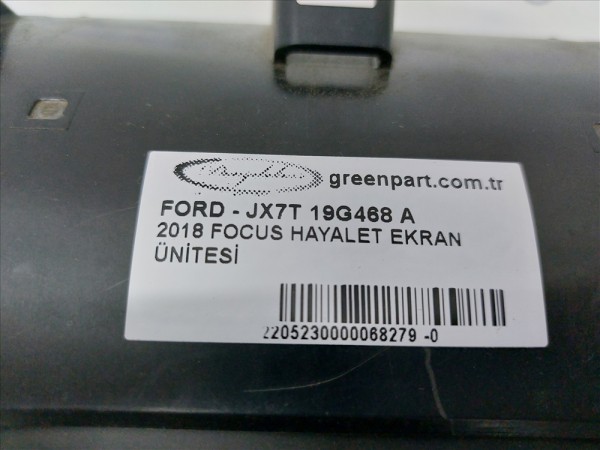 greenpart.com.tr
FORD - JX7T 19G468 A
2018 FOCUS HAYALET EKRAN
ÜNİTESİ
2205230000068279 -0